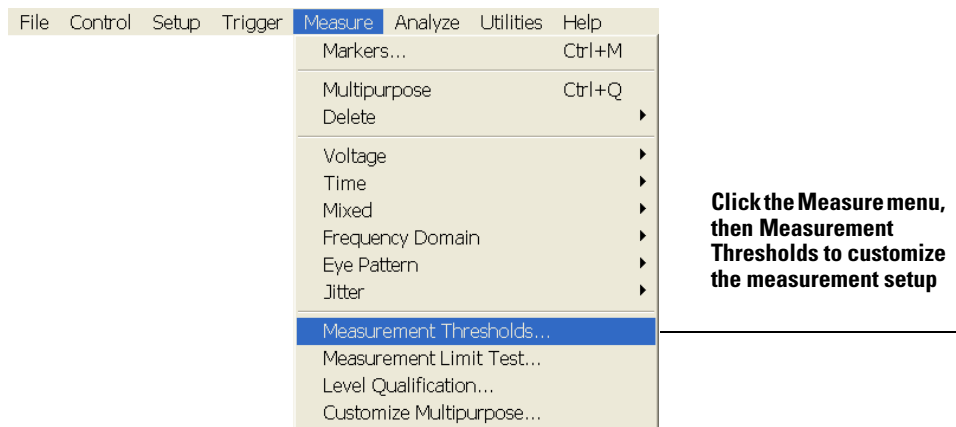 File Control Setup Trigger Measure Analyze Utilities Help
Markers... Ctrl+M
Multipurpose Ctrl+Q
Delete
Voltage
Time
Mixed
Frequency Domain
Eye Pattern
Jitter
Measurement Thresholds...
Measurement Limit Test...
Level Qualification...
Customize Multipurpose...
Click the Measure menu,
then Measurement
Thresholds to customize
the measurement setup